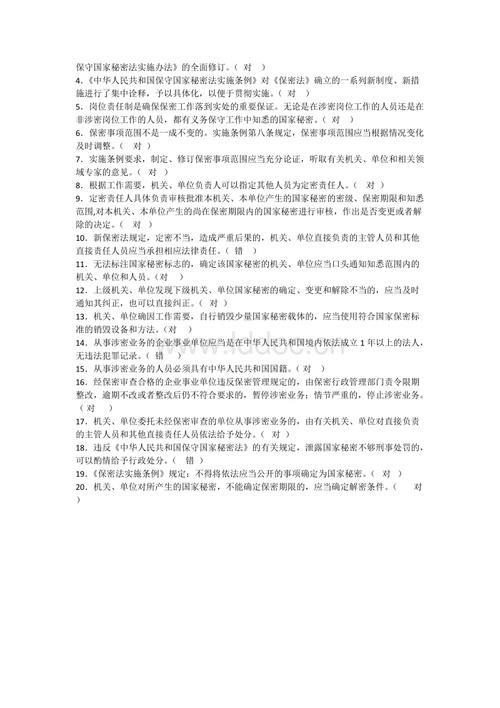 保守国家秘密法实施办法》的全面修订。（ 对 ）
4．《中华人民共和国保守国家秘密法实施条例》对《保密法》确立的一系列新制度、新措
施进行了集中诠释，予以具体化，以便于贯彻实施。（ 对 ）
5．岗位责任制是确保保密工作落到实处的重要保证。无论是在涉密岗位工作的人员还是在
非涉密岗位工作的人员，都有义务保守工作中知悉的国家秘密。（ 对 ）
6．保密事项范围不是一成不变的。实施条例第八条规定，保密事项范围应当根据情况变化
及时调整。（ 对 ）
7．实施条例要求，制定、修订保密事项范围应当充分论证，听取有关机关、单位和相关领
域专家的意见。（ 对 ）
8．根据工作需要，机关、单位负责人可以指定其他人员为定密责任人。（ 对 ）
9．定密责任人具体负责审核批准本机关、本单位产生的国家秘密的密级、保密期限和知悉
范围,对本机关、本单位产生的尚在保密期限内的国家秘密进行审核，作出是否变更或者解
除的决定。（ 对 ）
10．新保密法规定，定密不当，造成严重后果的，机关、单位直接负责的主管人员和其他
直接责任人员应当承担相应法律责任。（ 错 ）
11．无法标注国家秘密标志的，确定该国家秘密的机关、单位应当口头通知知悉范围内的
机关、单位和人员。（对 ）
12．上级机关、单位发现下级机关、单位国家秘密的确定、变更和解除不当的，应当及时
通知其纠正，也可以直接纠正。（ 对 ）
13．机关、单位确因工作需要，自行销毁少量国家秘密载体的，应当使用符合国家保密标
准的销毁设备和方法。（对 ）
14．从事涉密业务的企业事业单位应当是在中华人民共和国境内依法成立 1 年以上的法人，
无违法犯罪记录。（ 错 ）
15．从事涉密业务的人员必须具有中华人民共和国国籍。（ 对 ）
16．经保密审查合格的企业事业单位违反保密管理规定的，由保密行政管理部门责令限期
整改，逾期不改或者整改后仍不符合要求的，暂停涉密业务；情节严重的，停止涉密业务。
（ 对 ）
17．机关、单位委托未经保密审查的单位从事涉密业务的，由有关机关、单位对直接负责
的主管人员和其他直接责任人员依法给予处分。（ 对 ）
18．违反《中华人民共和国保守国家秘密法》的有关规定，泄露国家秘密不够刑事处罚的，
可以酌情给予行政处分。（ 错 ）
19．《保密法实施条例》规定：不得将依法应当公开的事项确定为国家秘密。（ 对 ）
20．机关、单位对所产生的国家秘密，不能确定保密期限的，应当确定解密条件。（ 对
）